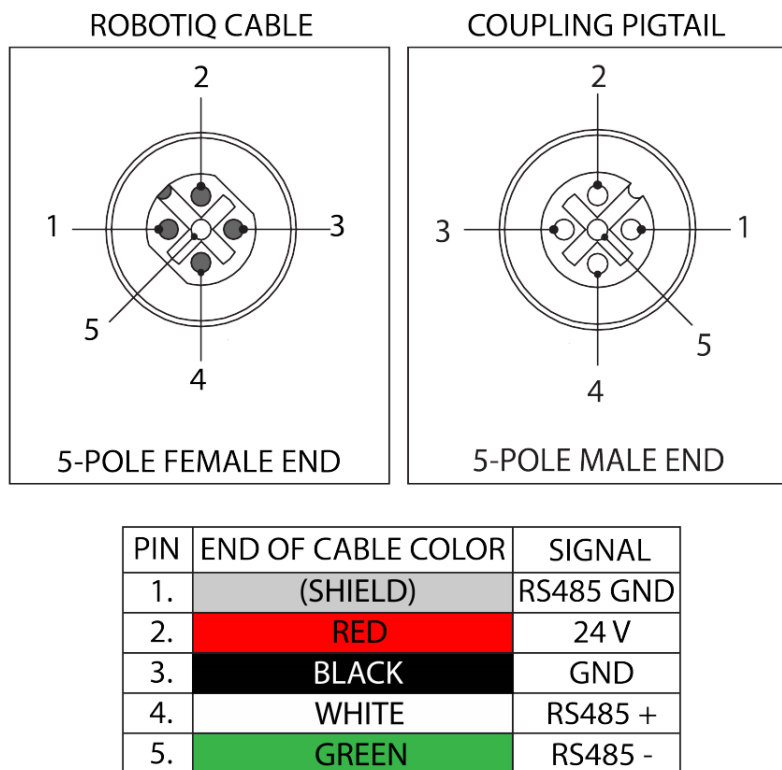 ROBOTIQ CABLE
2
1
3
5
4
5-POLE FEMALE END
COUPLING PIGTAIL
2
3
1
5
4
5-POLE MALE END
PIN END OF CABLE COLOR SIGNAL
1. (SHIELD) RS485 GND
2. RED 24 V
3. BLACK GND
4. WHITE RS485 +
5. GREEN RS485 -